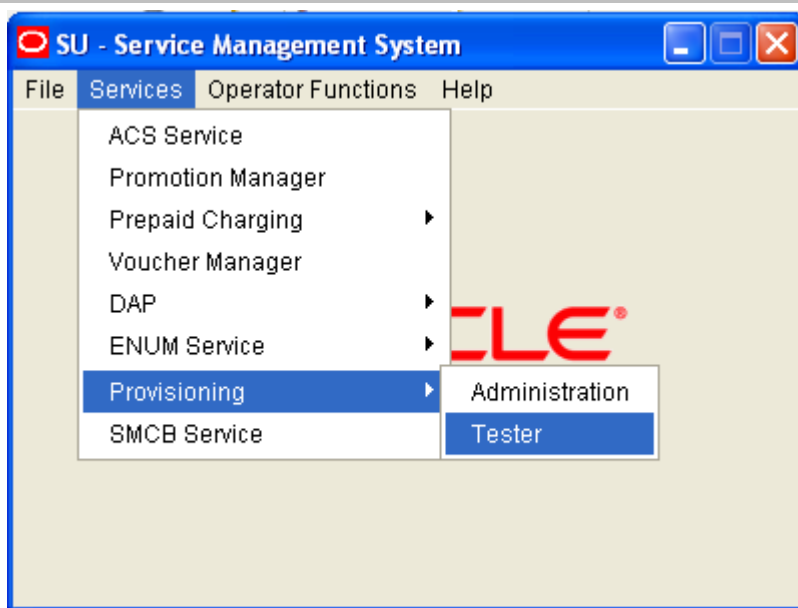 SU - Service Management System
File Services Operator Functions Help
ACS Service
Promotion Manager
Prepaid Charging
Voucher Manager
DAP
ENUM Service
Provisioning
SMCB Service
Administration
Tester
CLE®